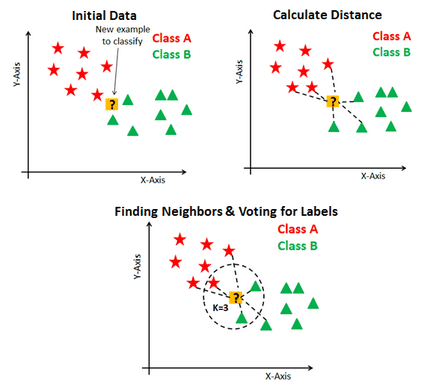 Initial Data
New example
to classify
Class A
Class B
Y-Axis
?
X-Axis
Calculate Distance
Class A
Class B
Y-Axis
?
X-Axis
Finding Neighbors & Voting for Labels
Class A
Class B
Y-Axis
?
K=3
X-Axis